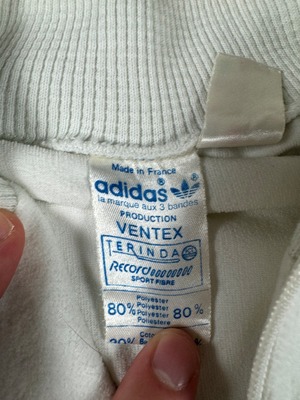 Made in France
adidas®
la marque aux 3 bandes
PRODUCTION
VENTEX
TERINDA
Record
SPORT FIBRE
Polyester
80% Polyester 80%
Poliestere